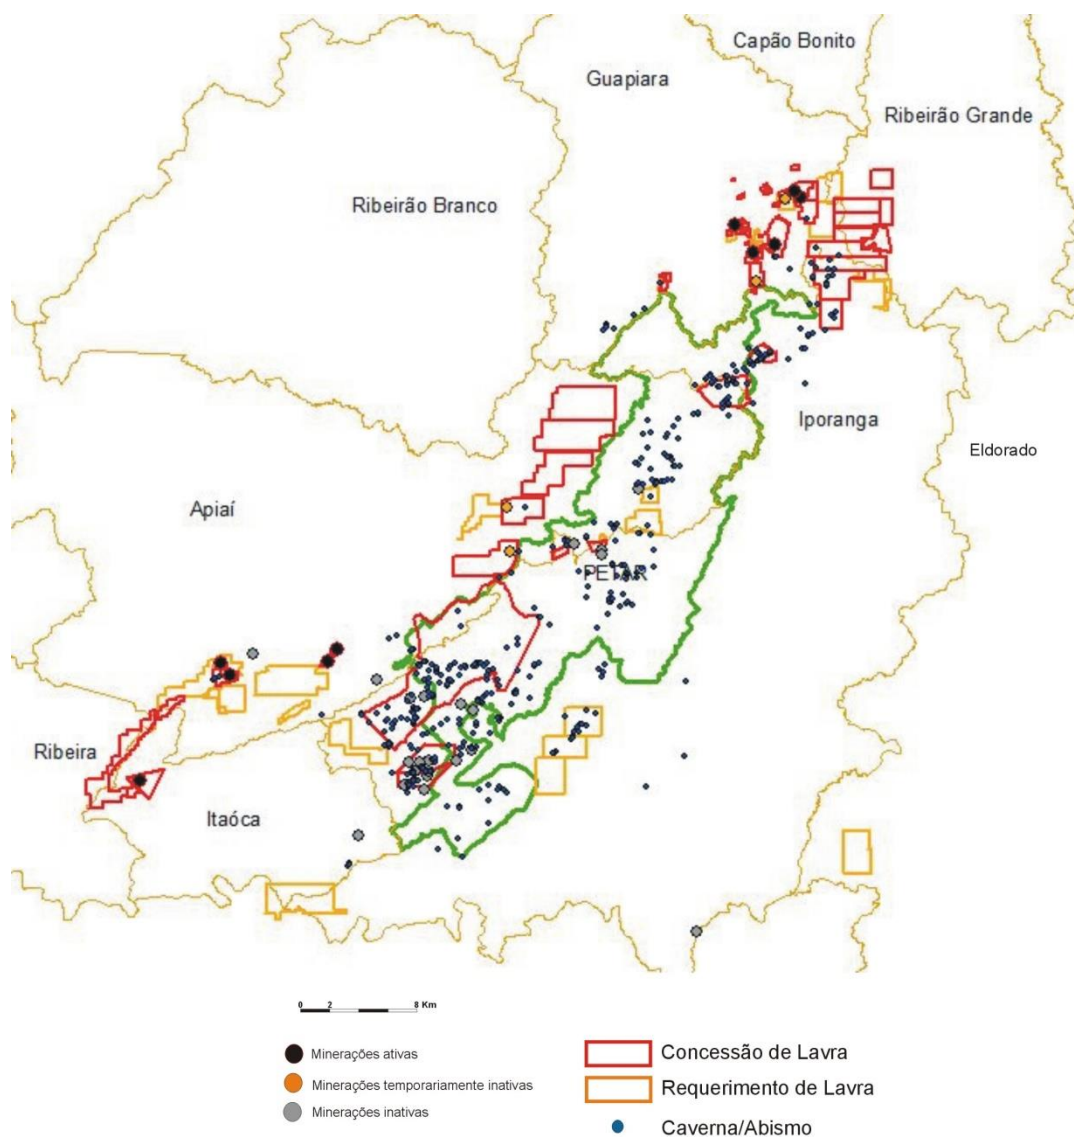 Capão Bonito
Guapiara
Ribeirão Grande
Ribeirão Branco
Iporanga
Eldorado
Apiaí
PETAR
Ribeira
Itaóca
0 2 8 Km
Minerações ativas
Minerações temporariamente inativas
Minerações inativas
Concessão de Lavra
Requerimento de Lavra
Caverna/Abismo